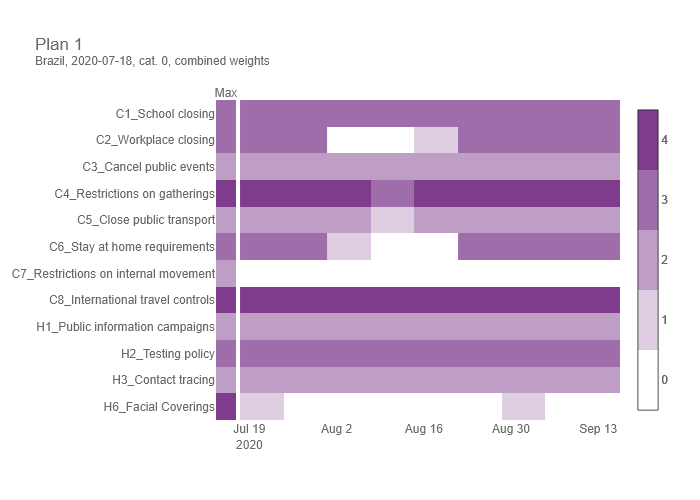 Plan 1
Brazil, 2020-07-18, cat. 0, combined weights
Max
C1_School closing
C2_Workplace closing
C3_Cancel public events
C4_Restrictions on gatherings
C5_Close public transport
C6_Stay at home requirements
C7_Restrictions on internal movement
C8_International travel controls
H1_Public information campaigns
H2_Testing policy
H3_Contact tracing
H6_Facial Coverings
Jul 19 Aug 2 Aug 16 Aug 30 Sep 13
2020
4
3
2
1
0